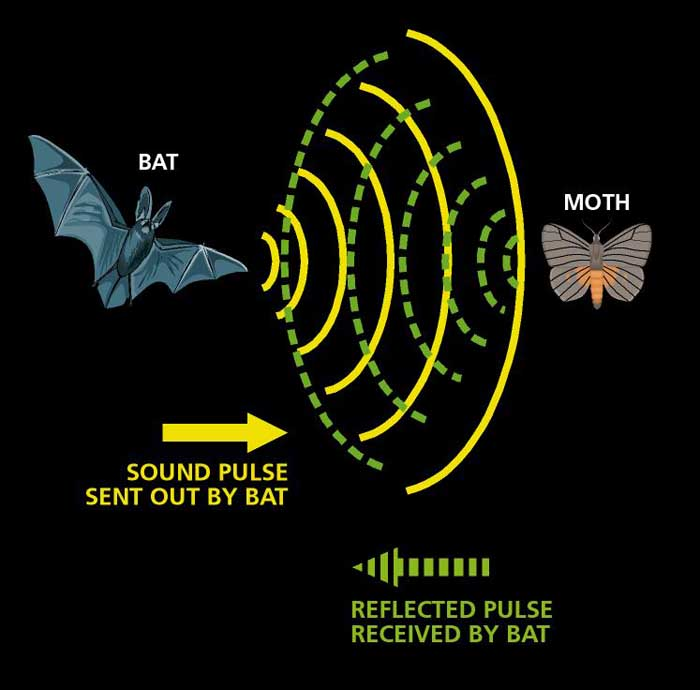 BAT
MOTH
SOUND PULSE
SENT OUT BY BAT
REFLECTED PULSE
RECEIVED BY BAT